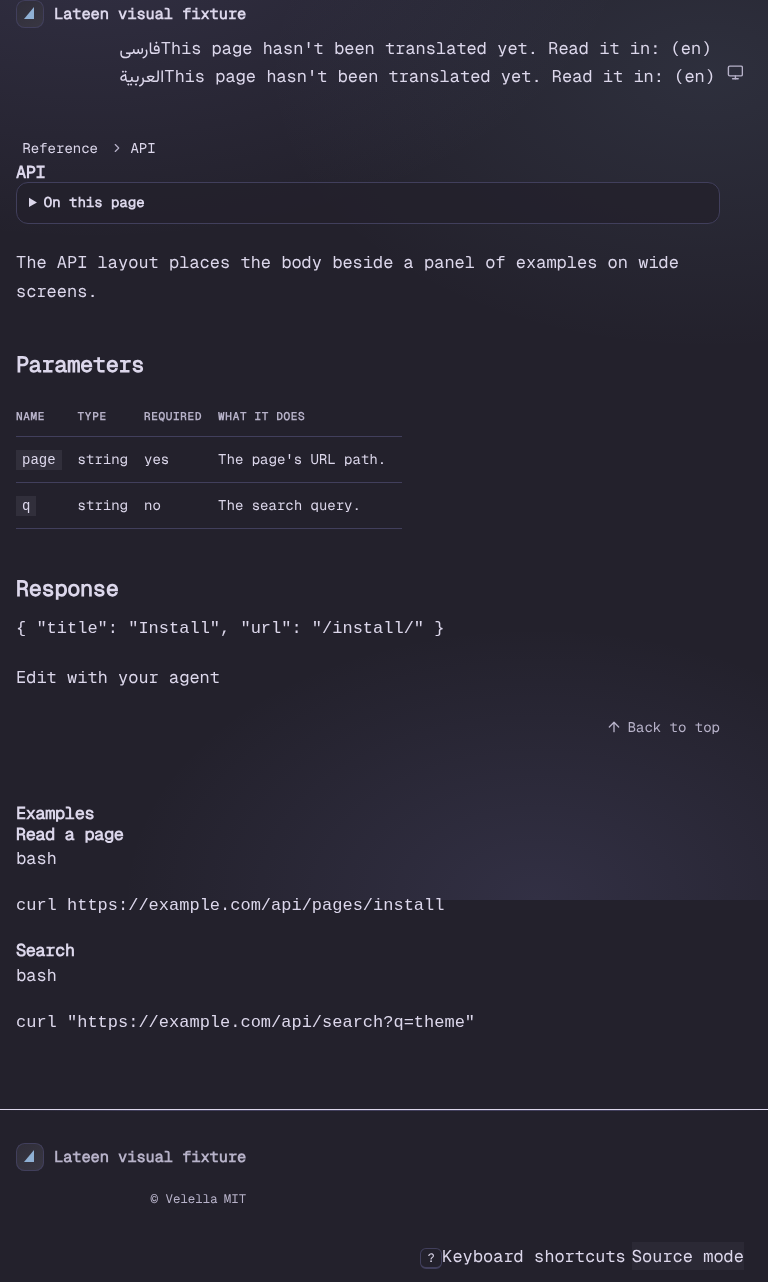 Lateen visual fixture
فارسیThis page hasn't been translated yet. Read it in: (en)
العربيةThis page hasn't been translated yet. Read it in: (en)
Reference > API
API
On this page
The API layout places the body beside a panel of examples on wide
screens.
Parameters
NAME TYPE REQUIRED WHAT IT DOES
page string yes The page's URL path.
q string no The search query.
Response
{ "title": "Install", "url": "/install/" }
Edit with your agent
↑ Back to top
Examples
Read a page
bash
curl https://example.com/api/pages/install
Search
bash
curl "https://example.com/api/search?q=theme"
Lateen visual fixture
© Velella MIT
? Keyboard shortcuts Source mode